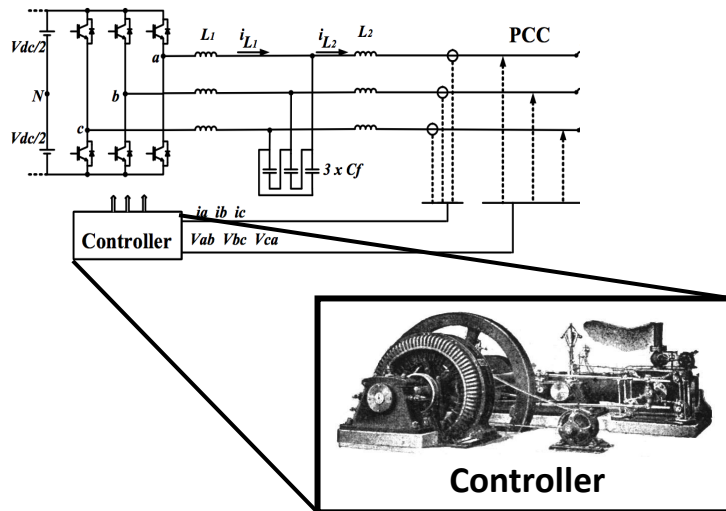 L1
iL1
iL2
L2
PCC
Vdc/2
a
N
b
Vdc/2
c
3 x Cf
ia ib ic
Controller
Vab Vbc Vca
Controller